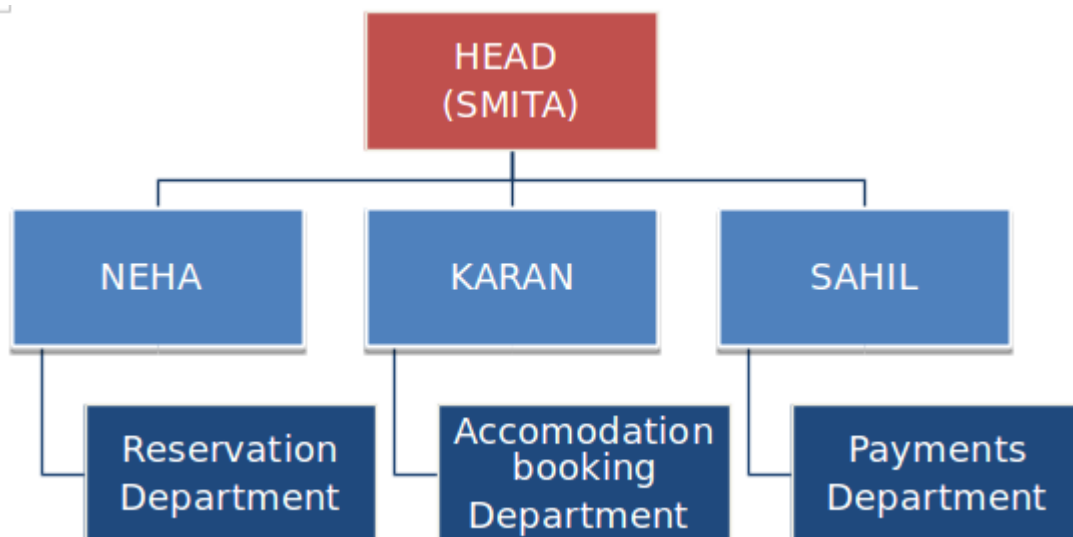 HEAD
(SMITA)
NEHA
KARAN
SAHIL
Reservation
Department
Accomodation
booking
Department
Payments
Department